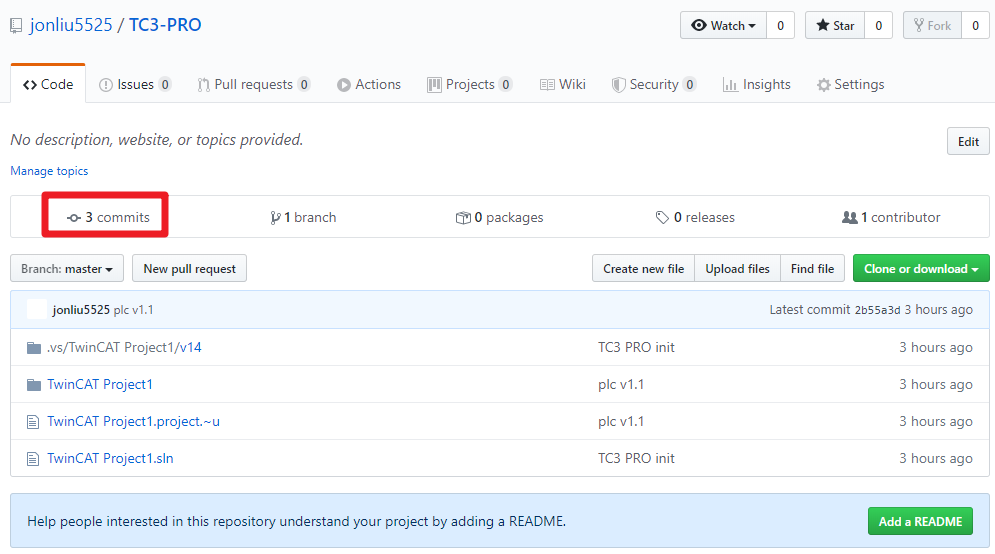 jonliu5525 / TC3-PRO
Watch 0 Star 0 Fork 0
Code Issues 0 Pull requests 0 Actions Projects 0 Wiki Security 0 Insights Settings
No description, website, or topics provided.
Edit
Manage topics
3 commits 1 branch 0 packages 0 releases 1 contributor
Branch: master New pull request Create new file Upload files Find file Clone or download
jonliu5525 plc v1.1 Latest commit 2b55a3d 3 hours ago
.vs/TwinCAT Project1/v14 TC3 PRO init 3 hours ago
TwinCAT Project1 plc v1.1 3 hours ago
TwinCAT Project1.project.~u plc v1.1 3 hours ago
TwinCAT Project1.sln TC3 PRO init 3 hours ago
Help people interested in this repository understand your project by adding a README. Add a README